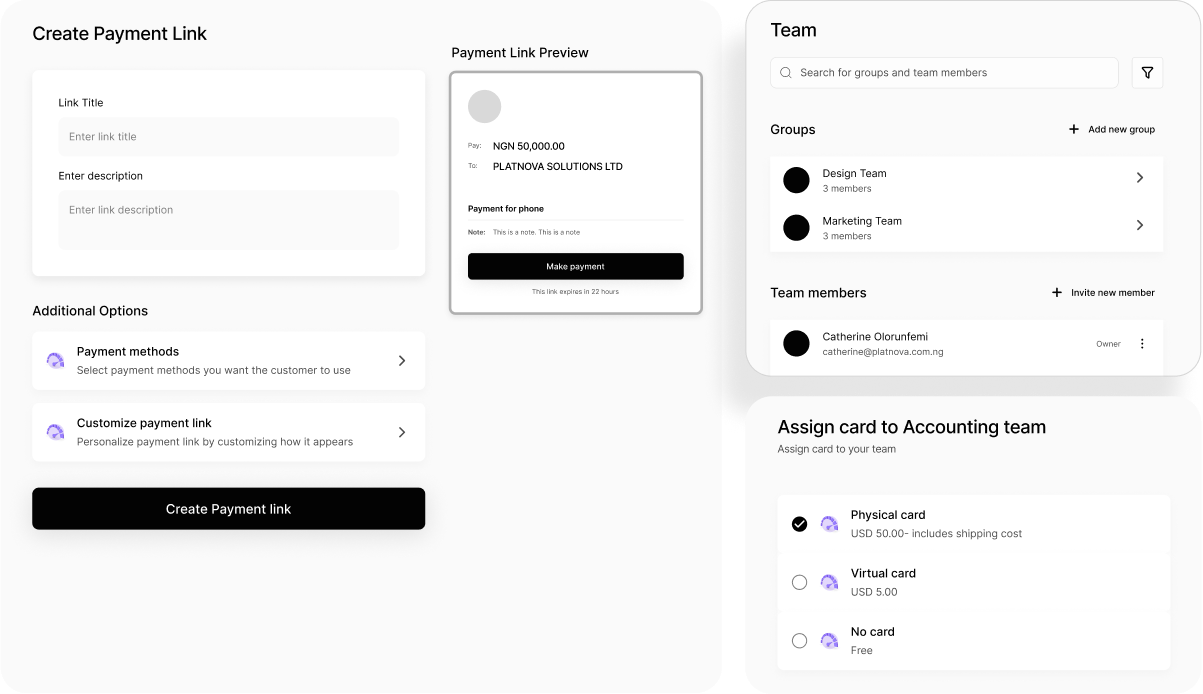 Create Payment Link
Link Title
Enter link title
Enter description
Enter link description
Additional Options
Payment methods
Select payment methods you want the customer to use
Customize payment link
Personalize payment link by customizing how it appears
Create Payment link
Payment Link Preview
Pay: NGN 50,000.00
To: PLATNOVA SOLUTIONS LTD
Payment for phone
Note: This is a note. This is a note
Make payment
This link expires in 22 hours
Team
Search for groups and team members
Groups
Add new group
Design Team
3 members
Marketing Team
3 members
Team members
Invite new member
Catherine Olorunfemi
catherine@platnova.com.ng
Owner
Assign card to Accounting team
Assign card to your team
Physical card
USD 50.00- includes shipping cost
Virtual card
USD 5.00
No card
Free